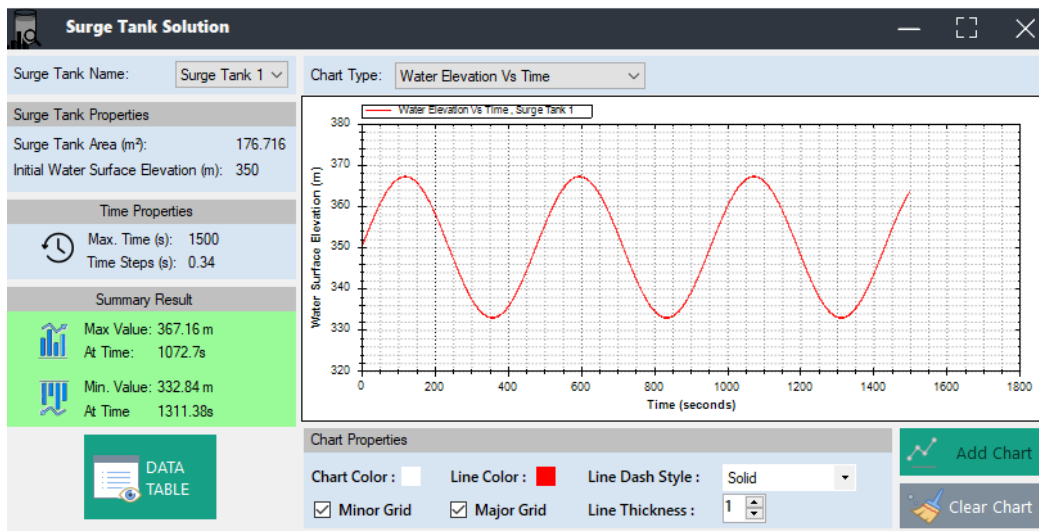 Surge Tank Solution
Surge Tank Name: Surge Tank 1
Chart Type: Water Elevation Vs Time
Surge Tank Properties
Surge Tank Area (m²): 176.716
Initial Water Surface Elevation (m): 350
Time Properties
Max. Time (s): 1500
Time Steps (s): 0.34
Summary Result
Max Value: 367.16 m
At Time: 1072.7s
Min. Value: 332.84 m
At Time 1311.38s
DATA
TABLE
Water Elevation Vs Time , Surge Tank 1
380
370
360
350
340
330
320
Water Surface Elevation (m)
0 200 400 600 800 1000 1200 1400 1600 1800
Time (seconds)
Chart Properties
Chart Color : Line Color : Line Dash Style : Solid
Minor Grid Major Grid Line Thickness : 1
Add Chart
Clear Chart